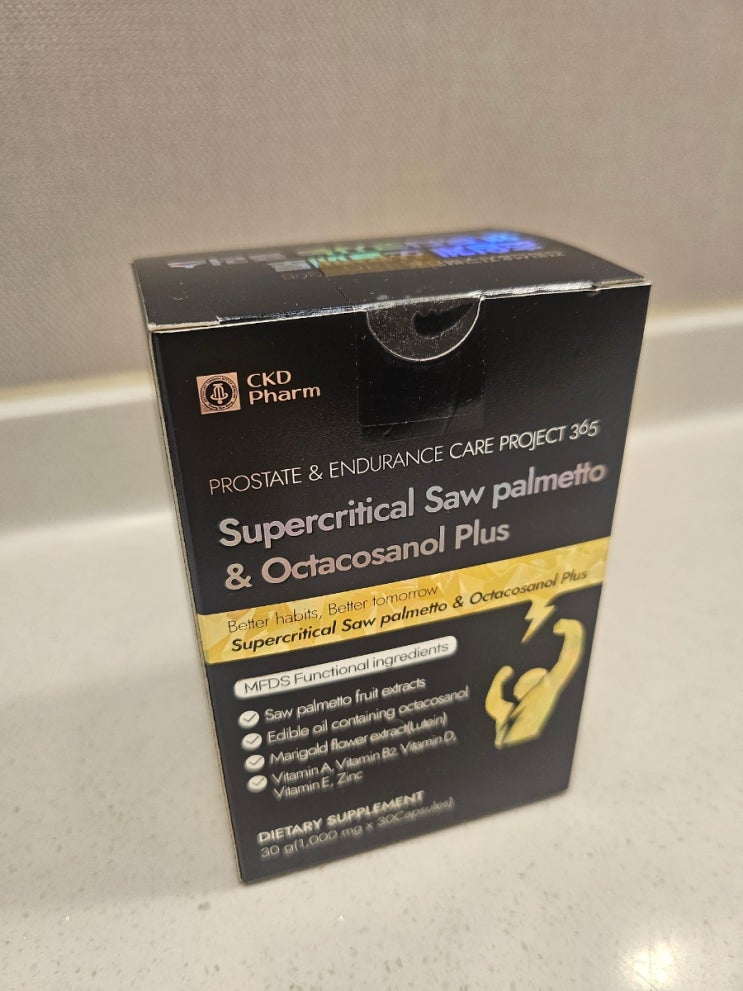 CKD
Pharm
PROSTATE & ENDURANCE CARE PROJECT 365
Supercritical Saw palmetto
& Octacosanol Plus
Better habits, Better tomorrow
Supercritical Saw palmetto & Octacosanol Plus
MFDS Functional ingredients
Saw palmetto fruit extracts
Edible oil containing octacosanol
Marigold flower extract(Lutein)
Vitamin A, Vitamin B2, Vitamin D,
Vitamin E, Zinc
DIETARY SUPPLEMENT
30 g(1,000 mg x 30Capsules)